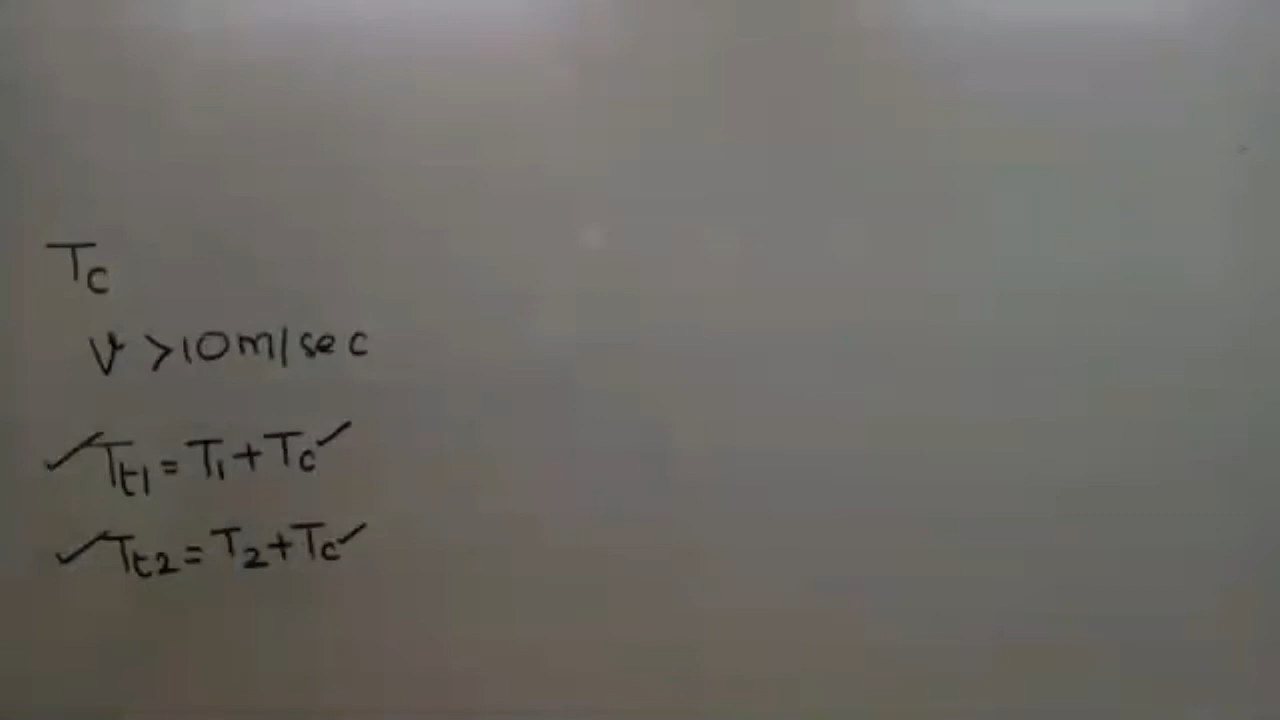 Tc
v > 10 m/sec
✓ Tt1 = T1 + Tc ✓
✓ Tt2 = T2 + Tc ✓